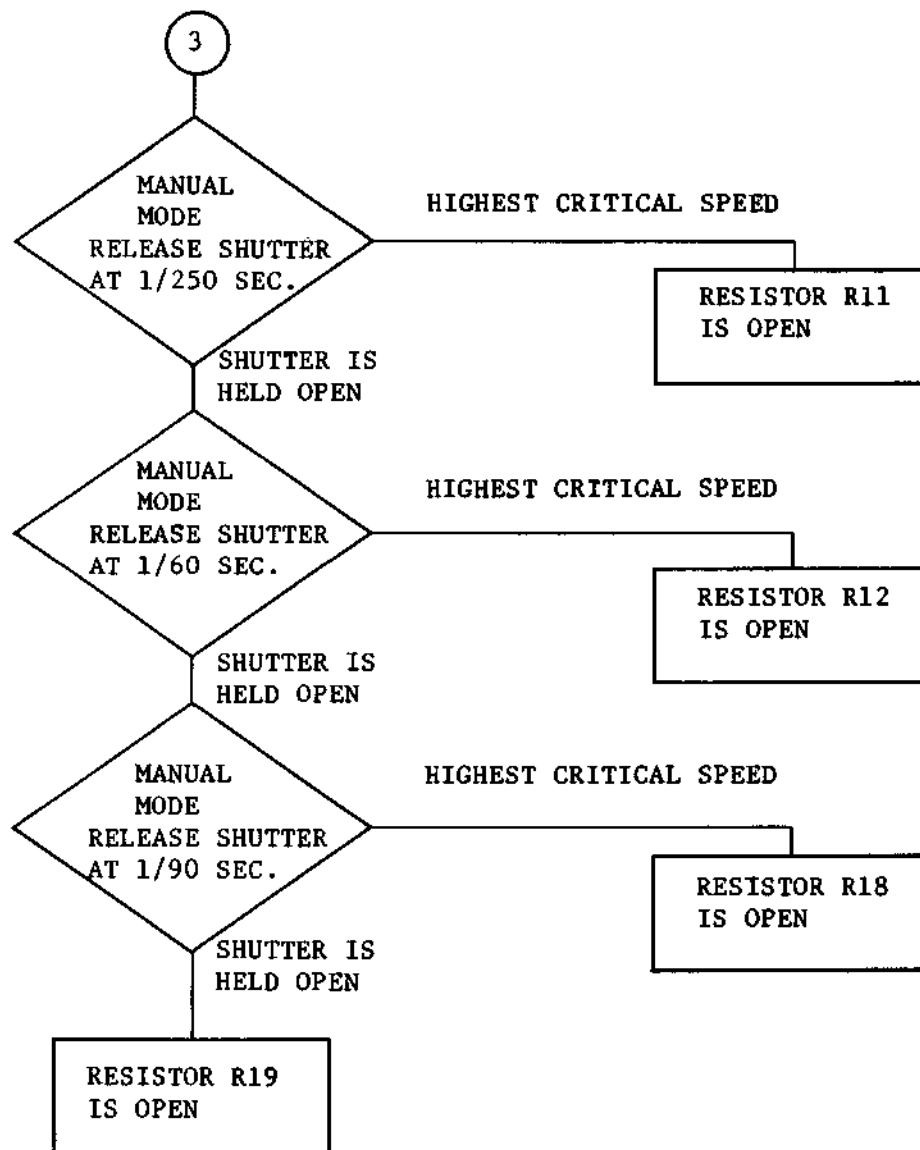 3
MANUAL
MODE
RELEASE SHUTTER
AT 1/250 SEC.
HIGHEST CRITICAL SPEED
RESISTOR R11
IS OPEN
SHUTTER IS
HELD OPEN
MANUAL
MODE
RELEASE SHUTTER
AT 1/60 SEC.
HIGHEST CRITICAL SPEED
RESISTOR R12
IS OPEN
SHUTTER IS
HELD OPEN
MANUAL
MODE
RELEASE SHUTTER
AT 1/90 SEC.
HIGHEST CRITICAL SPEED
RESISTOR R18
IS OPEN
SHUTTER IS
HELD OPEN
RESISTOR R19
IS OPEN